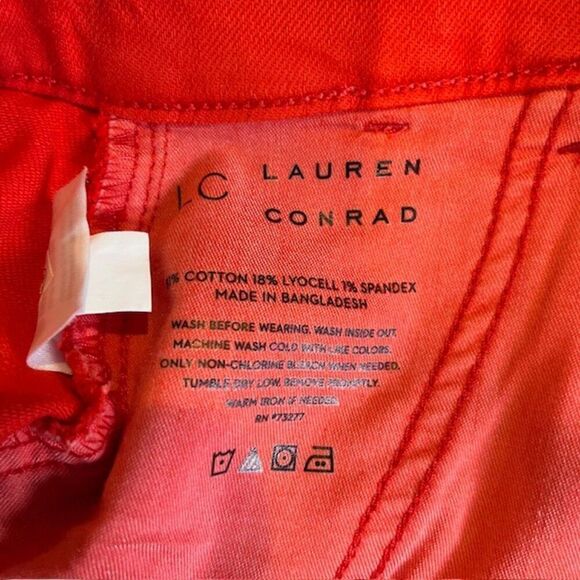 LC LAUREN
CONRAD
% COTTON 18% LYOCELL 1% SPANDEX
MADE IN BANGLADESH
WASH BEFORE WEARING. WASH INSIDE OUT.
MACHINE WASH COLD WITH LIKE COLORS.
ONLY NON-CHLORINE BLEACH WHEN NEEDED.
TUMBLE DRY LOW. REMOVE PROMPTLY.
WARM IRON IF NEEDED.
RN #73277